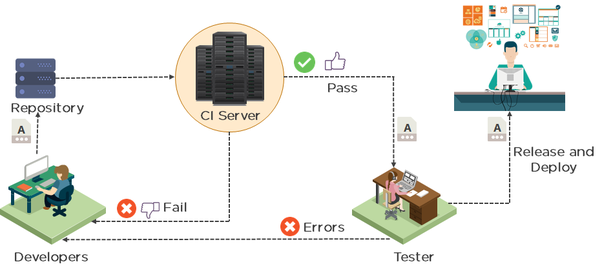 Repository
A
CI Server
Pass
A
A
Release and
Deploy
Fail
Errors
Developers
Tester